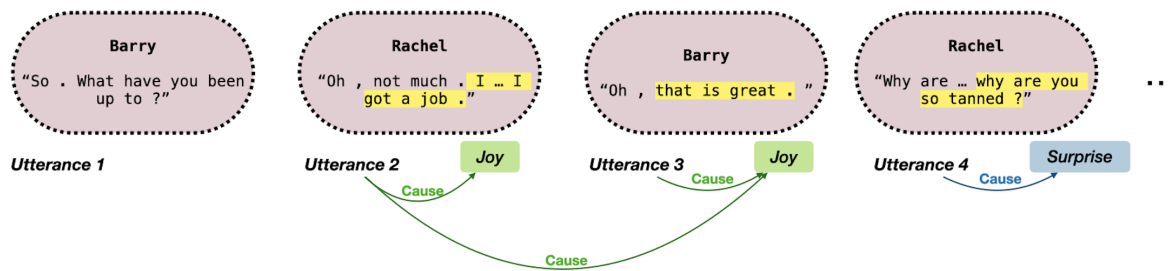 Barry
“So . What have you been
up to ?”
Rachel
“Oh , not much . I … I
got a job .”
Barry
“Oh , that is great . ”
Rachel
“Why are … why are you
so tanned ?”
..
Utterance 1
Utterance 2
Joy
Utterance 3
Joy
Utterance 4
Surprise
Cause
Cause
Cause
Cause